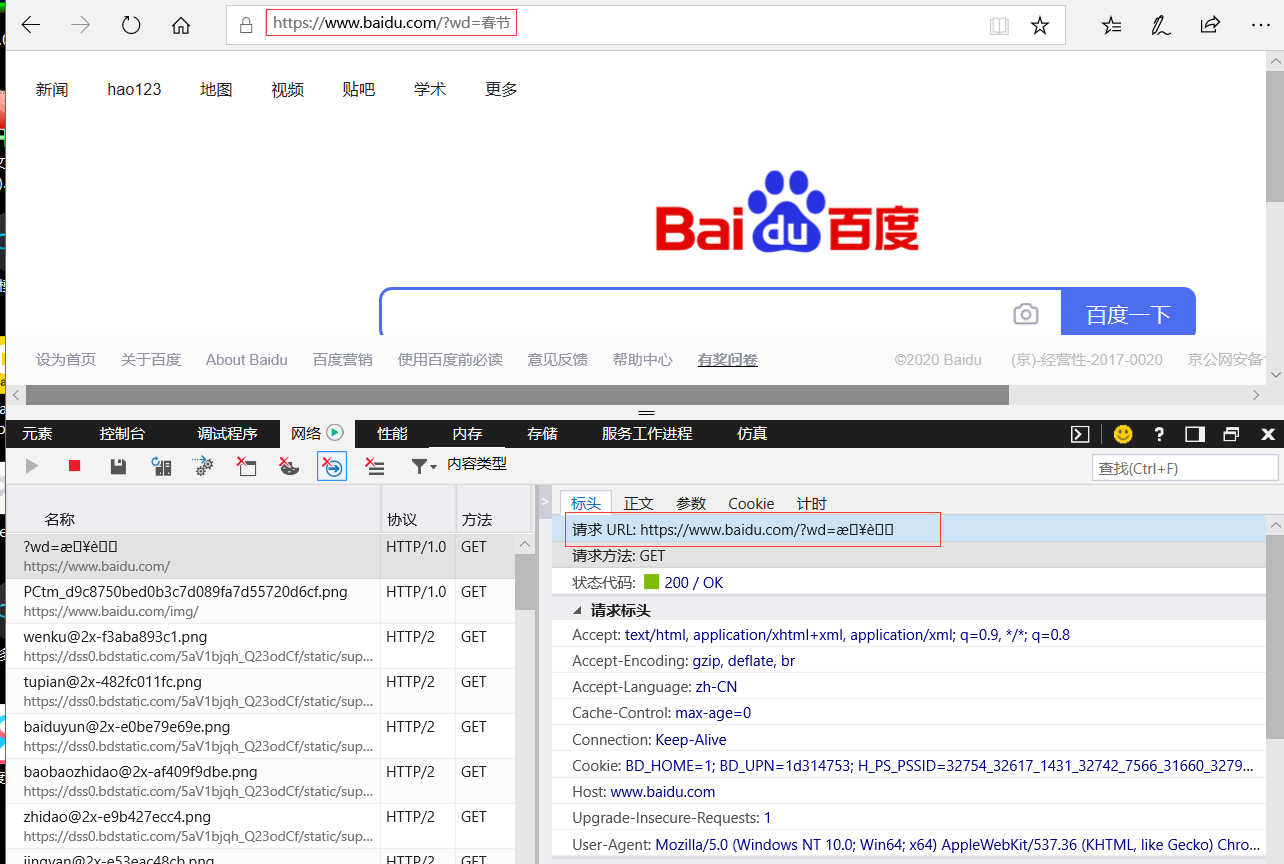 https://www.baidu.com/?wd=春节
新闻 hao123 地图 视频 贴吧 学术 更多
Bai du 百度
百度一下
设为首页 关于百度 About Baidu 百度营销 使用百度前必读 意见反馈 帮助中心 有奖问卷 ©2020 Baidu (京)-经营性-2017-0020 京公网安备
元素 控制台 调试程序 网络 性能 内存 存储 服务工作进程 仿真
内容类型 查找(Ctrl+F)
名称 协议 方法
?wd=æ▯¥è▯▯ HTTP/1.0 GET
https://www.baidu.com/
PCtm_d9c8750bed0b3c7d089fa7d55720d6cf.png HTTP/1.0 GET
https://www.baidu.com/img/
wenku@2x-f3aba893c1.png HTTP/2 GET
https://dss0.bdstatic.com/5aV1bjqh_Q23odCf/static/sup...
tupian@2x-482fc011fc.png HTTP/2 GET
https://dss0.bdstatic.com/5aV1bjqh_Q23odCf/static/sup...
baiduyun@2x-e0be79e69e.png HTTP/2 GET
https://dss0.bdstatic.com/5aV1bjqh_Q23odCf/static/sup...
baobaozhidao@2x-af409f9dbe.png HTTP/2 GET
https://dss0.bdstatic.com/5aV1bjqh_Q23odCf/static/sup...
zhidao@2x-e9b427ecc4.png HTTP/2 GET
https://dss0.bdstatic.com/5aV1bjqh_Q23odCf/static/sup...
jingyan@2x-e53eac48cb.png HTTP/2 GET
标头 正文 参数 Cookie 计时
请求 URL: https://www.baidu.com/?wd=æ▯¥è▯▯
请求方法: GET
状态代码: 200 / OK
请求标头
Accept: text/html, application/xhtml+xml, application/xml; q=0.9, */*; q=0.8
Accept-Encoding: gzip, deflate, br
Accept-Language: zh-CN
Cache-Control: max-age=0
Connection: Keep-Alive
Cookie: BD_HOME=1; BD_UPN=1d314753; H_PS_PSSID=32754_32617_1431_32742_7566_31660_3279...
Host: www.baidu.com
Upgrade-Insecure-Requests: 1
User-Agent: Mozilla/5.0 (Windows NT 10.0; Win64; x64) AppleWebKit/537.36 (KHTML, like Gecko) Chro...